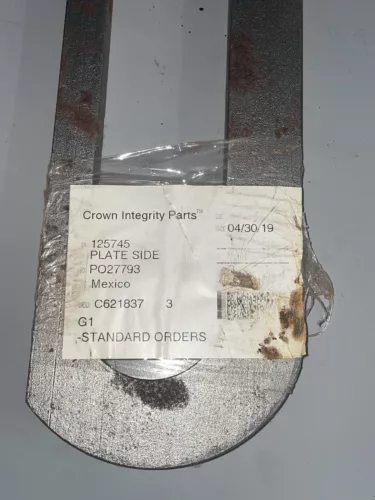 Crown Integrity Parts™
04/30/19
125745
PLATE SIDE
PO27793
Mexico
C621837 3
G1
-STANDARD ORDERS